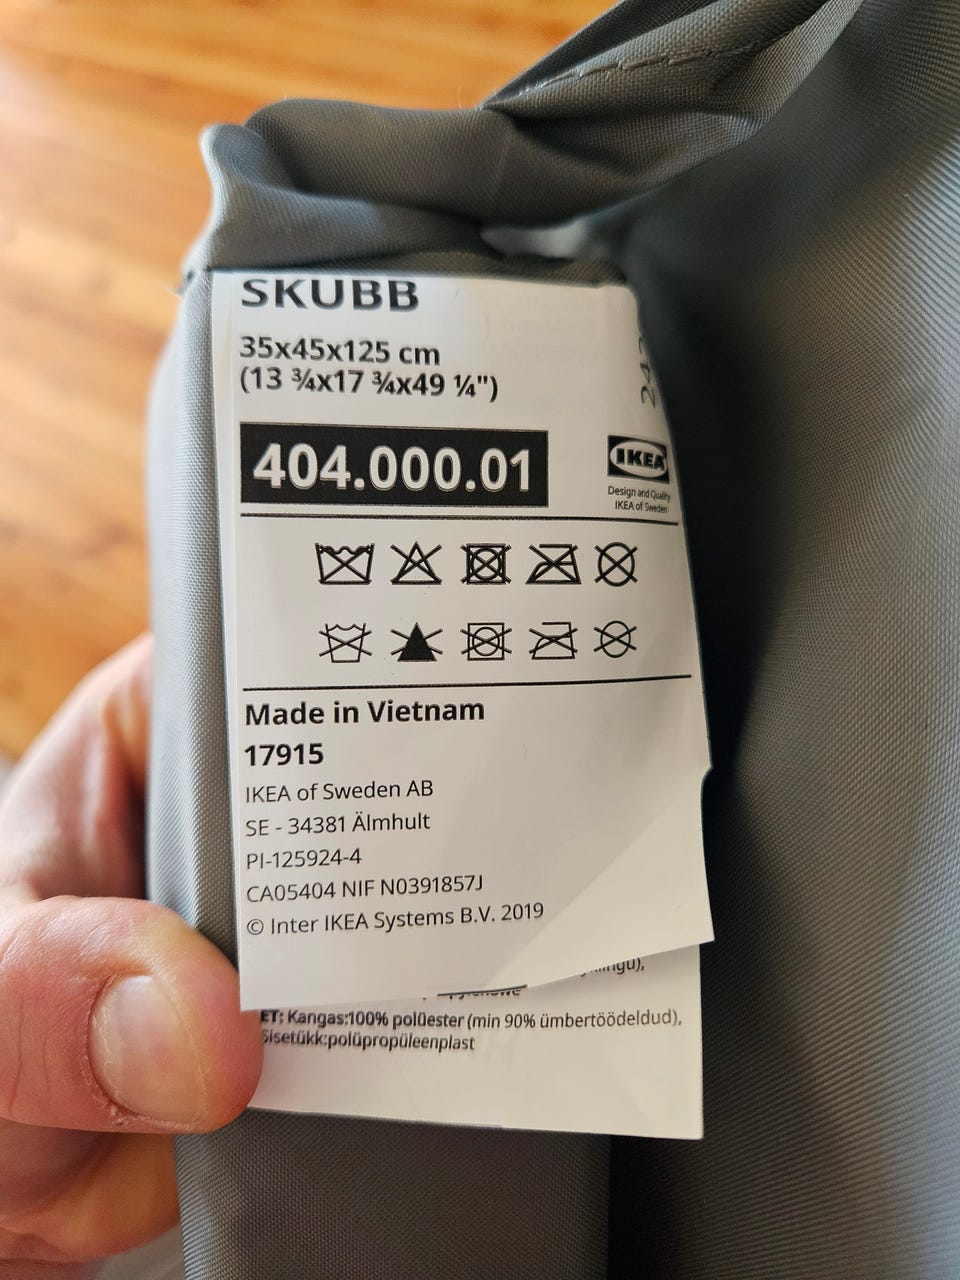 SKUBB
35x45x125 cm
(13 ¾x17 ¾x49 ¼")
404.000.01
IKEA
Design and Quality
IKEA of Sweden
Made in Vietnam
17915
IKEA of Sweden AB
SE - 34381 Älmhult
PI-125924-4
CA05404 NIF N0391857J
© Inter IKEA Systems B.V. 2019
ET: Kangas:100% polüester (min 90% ümbertöödeldud),
Sisetükk:polüpropüleenplast